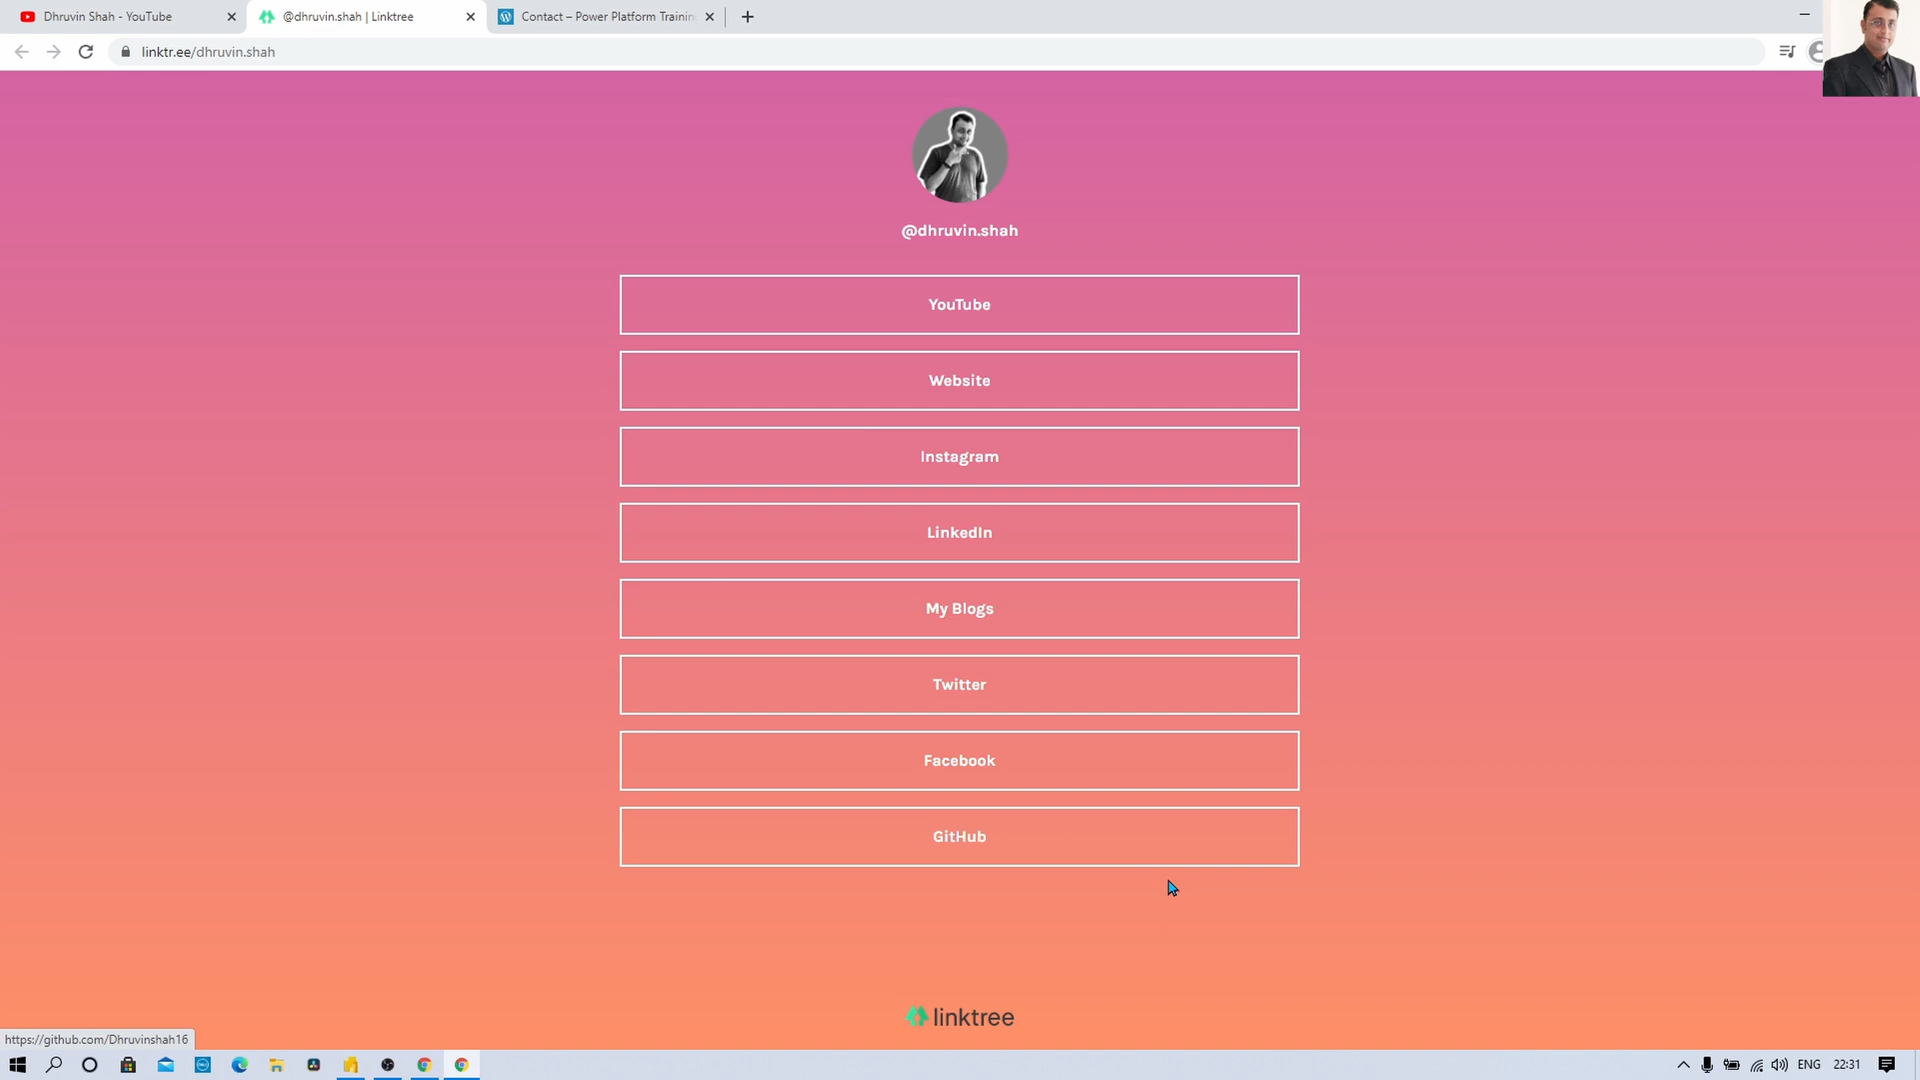 Dhruvin Shah - YouTube
@dhruvin.shah | Linktree
Contact – Power Platform Trainin
linktr.ee/dhruvin.shah
@dhruvin.shah
YouTube
Website
Instagram
LinkedIn
My Blogs
Twitter
Facebook
GitHub
linktree
https://github.com/Dhruvinshah16
ENG
22:31